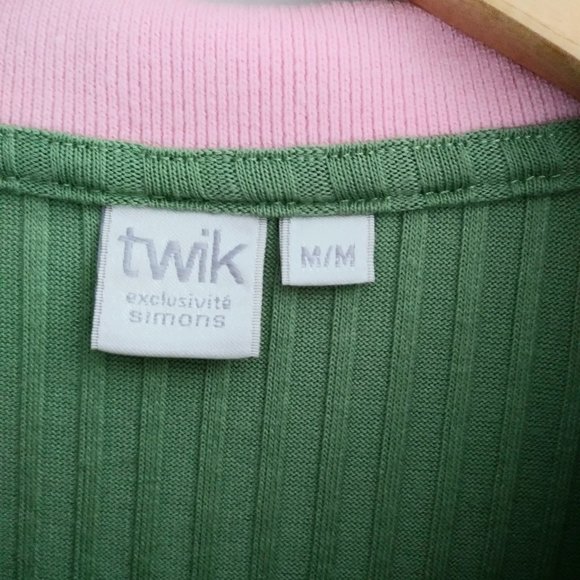 twik
exclusivité
simons
M/M